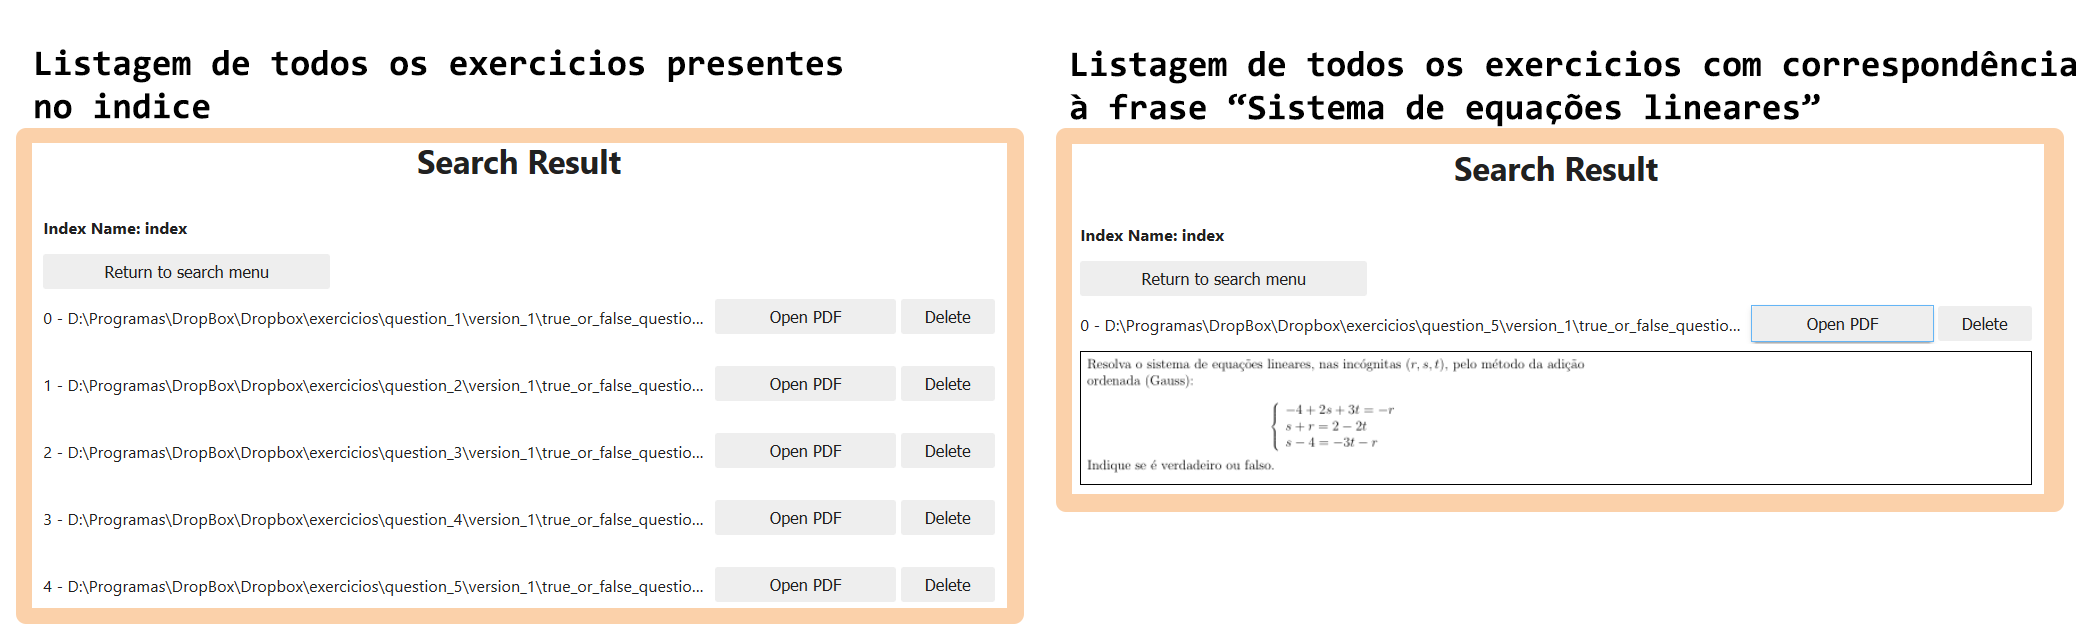 Listagem de todos os exercicios presentes
no indice
Search Result
Index Name: index
Return to search menu
0 - D:\Programas\DropBox\Dropbox\exercicios\question_1\version_1\true_or_false_questio... Open PDF Delete
1 - D:\Programas\DropBox\Dropbox\exercicios\question_2\version_1\true_or_false_questio... Open PDF Delete
2 - D:\Programas\DropBox\Dropbox\exercicios\question_3\version_1\true_or_false_questio... Open PDF Delete
3 - D:\Programas\DropBox\Dropbox\exercicios\question_4\version_1\true_or_false_questio... Open PDF Delete
4 - D:\Programas\DropBox\Dropbox\exercicios\question_5\version_1\true_or_false_questio... Open PDF Delete
Listagem de todos os exercicios com correspondência
à frase “Sistema de equações lineares”
Search Result
Index Name: index
Return to search menu
0 - D:\Programas\DropBox\Dropbox\exercicios\question_5\version_1\true_or_false_questio... Open PDF Delete
Resolva o sistema de equações lineares, nas incógnitas (r, s, t), pelo método da adição
ordenada (Gauss):
−4 + 2s + 3t = −r
s + r = 2 − 2t
s − 4 = −3t − r
Indique se é verdadeiro ou falso.